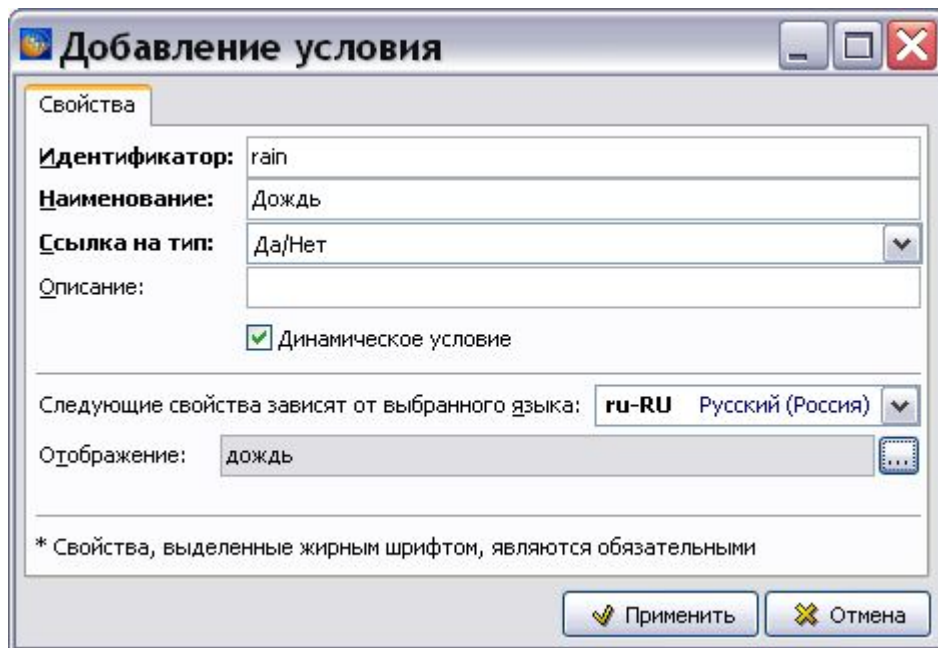 Добавление условия
Свойства
Идентификатор: rain
Наименование: Дождь
Ссылка на тип: Да/Нет
Описание:
Динамическое условие
Следующие свойства зависят от выбранного языка: ru-RU Русский (Россия)
Отображение: дождь ...
* Свойства, выделенные жирным шрифтом, являются обязательными
Применить Отмена